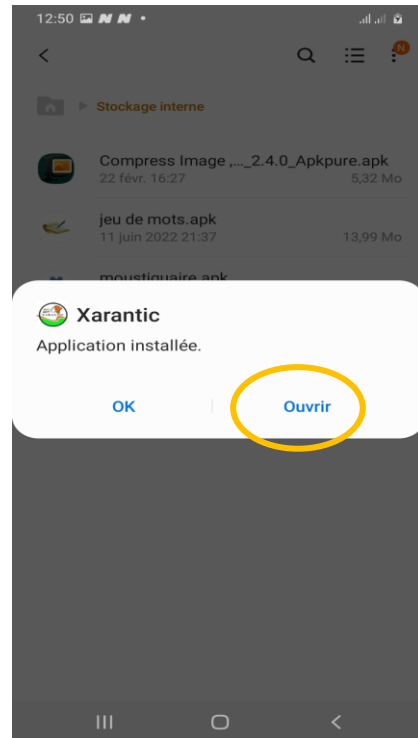 12:50
N
Stockage interne
Compress Image ,..._2.4.0_Apkpure.apk
22 févr. 16:27 5,32 Mo
jeu de mots.apk
11 juin 2022 21:37 13,99 Mo
moustiquaire.apk
Xarantic
Application installée.
OK Ouvrir